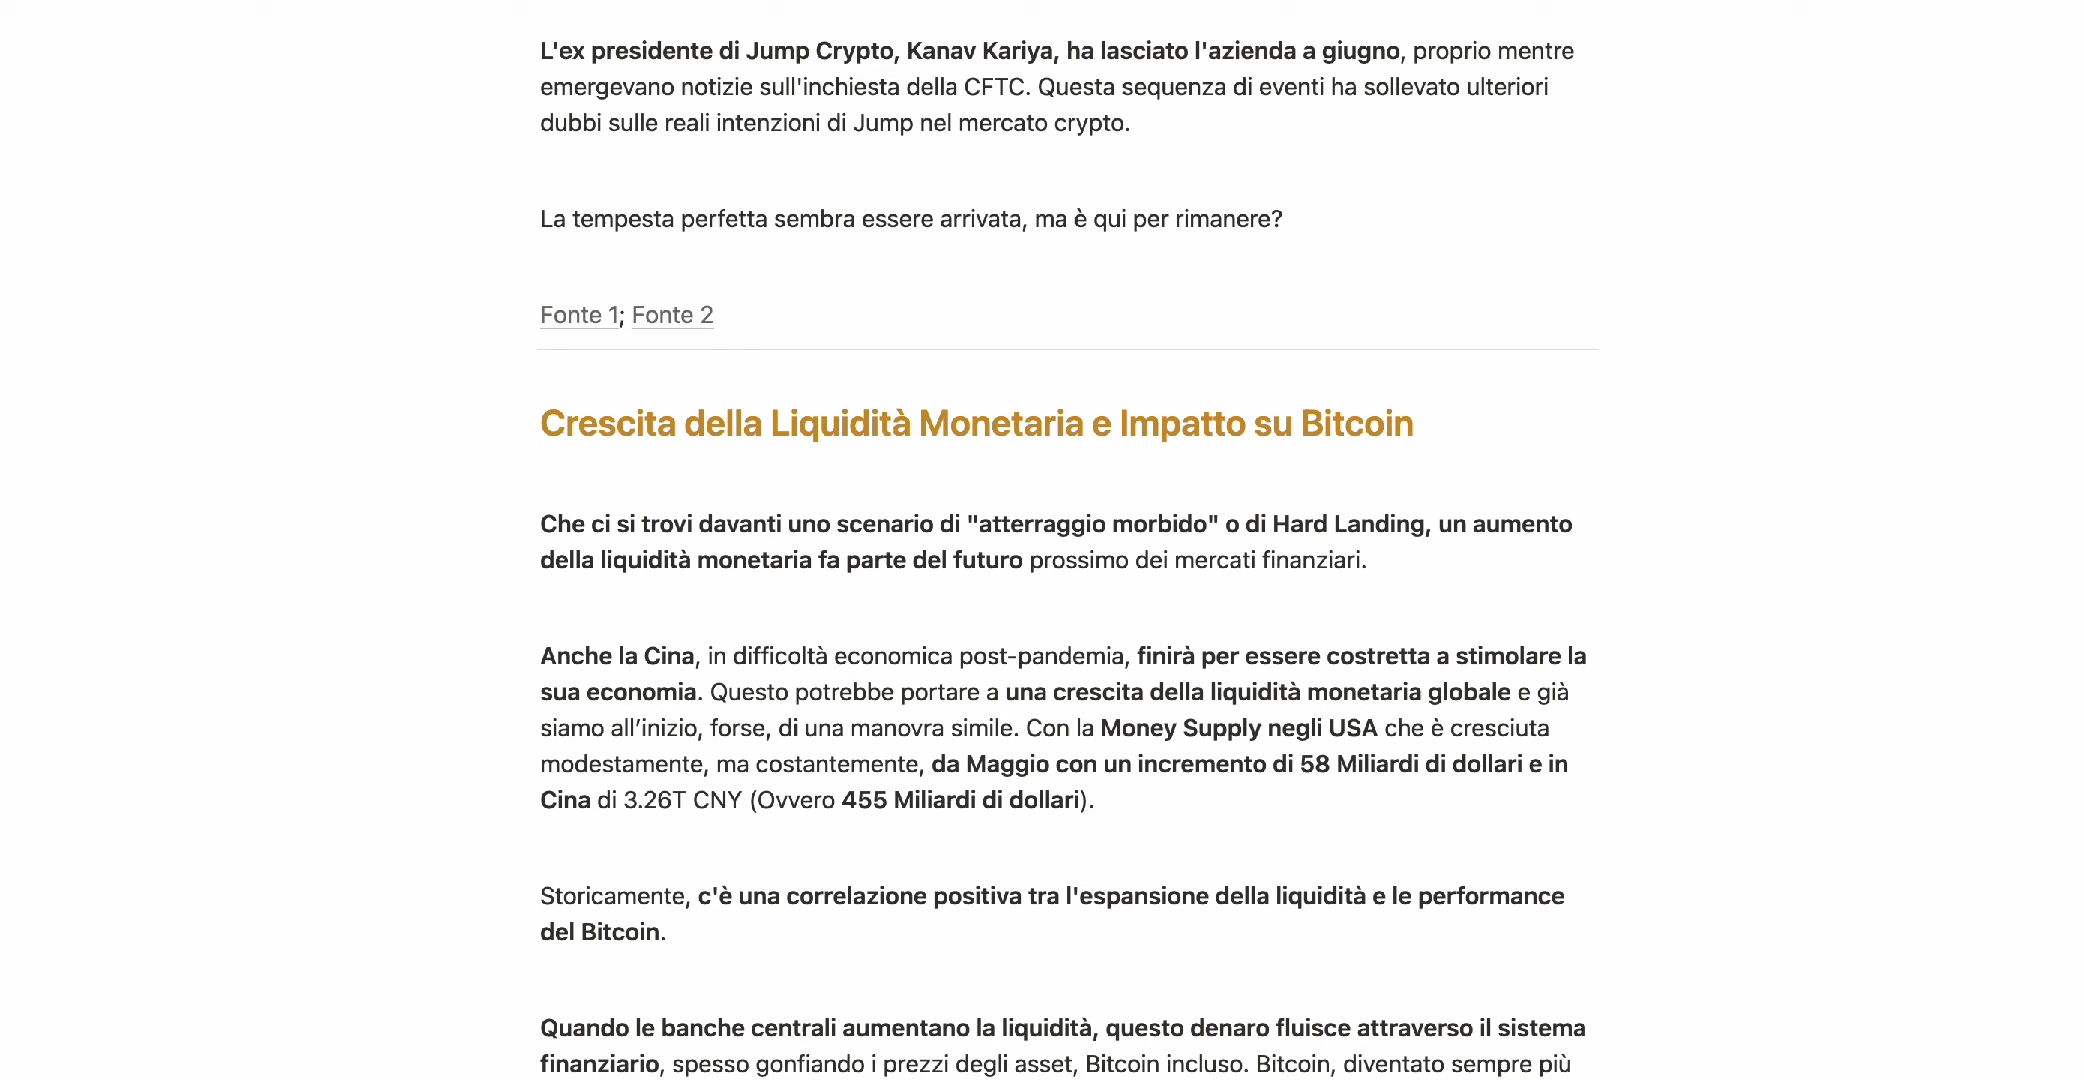 L'ex presidente di Jump Crypto, Kanav Kariya, ha lasciato l'azienda a giugno, proprio mentre
emergevano notizie sull'inchiesta della CFTC. Questa sequenza di eventi ha sollevato ulteriori
dubbi sulle reali intenzioni di Jump nel mercato crypto.
La tempesta perfetta sembra essere arrivata, ma è qui per rimanere?
Fonte 1; Fonte 2
Crescita della Liquidità Monetaria e Impatto su Bitcoin
Che ci si trovi davanti uno scenario di "atterraggio morbido" o di Hard Landing, un aumento
della liquidità monetaria fa parte del futuro prossimo dei mercati finanziari.
Anche la Cina, in difficoltà economica post-pandemia, finirà per essere costretta a stimolare la
sua economia. Questo potrebbe portare a una crescita della liquidità monetaria globale e già
siamo all’inizio, forse, di una manovra simile. Con la Money Supply negli USA che è cresciuta
modestamente, ma costantemente, da Maggio con un incremento di 58 Miliardi di dollari e in
Cina di 3.26T CNY (Ovvero 455 Miliardi di dollari).
Storicamente, c'è una correlazione positiva tra l'espansione della liquidità e le performance
del Bitcoin.
Quando le banche centrali aumentano la liquidità, questo denaro fluisce attraverso il sistema
finanziario, spesso gonfiando i prezzi degli asset, Bitcoin incluso. Bitcoin, diventato sempre più